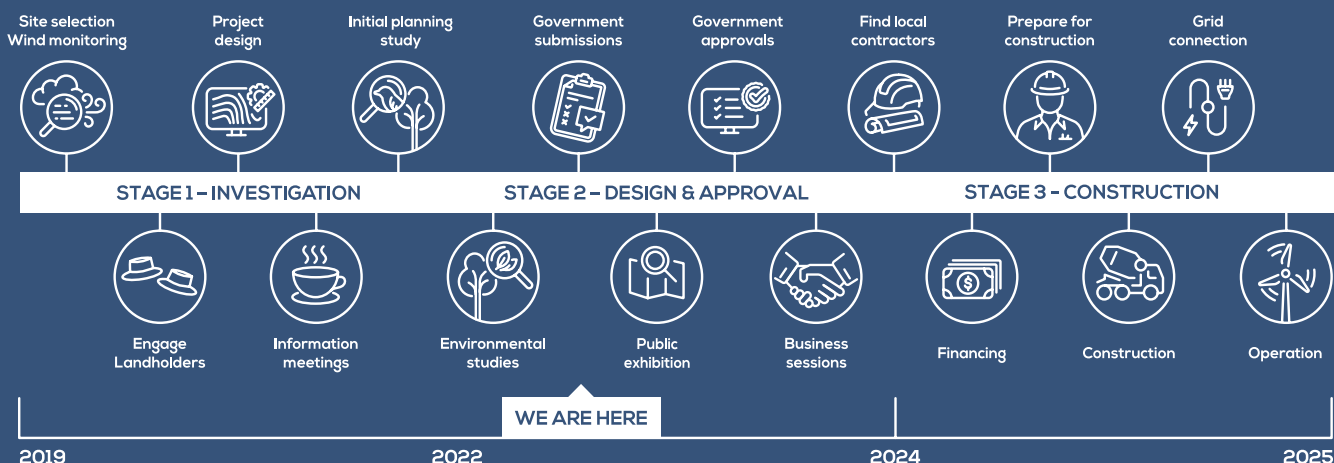 Site selection
Wind monitoring
Project
design
Initial planning
study
Government
submissions
Government
approvals
Find local
contractors
Prepare for
construction
Grid
connection
STAGE 1 – INVESTIGATION
STAGE 2 – DESIGN & APPROVAL
STAGE 3 – CONSTRUCTION
Engage
Landholders
Information
meetings
Environmental
studies
Public
exhibition
Business
sessions
Financing
Construction
Operation
WE ARE HERE
2019
2022
2024
2025